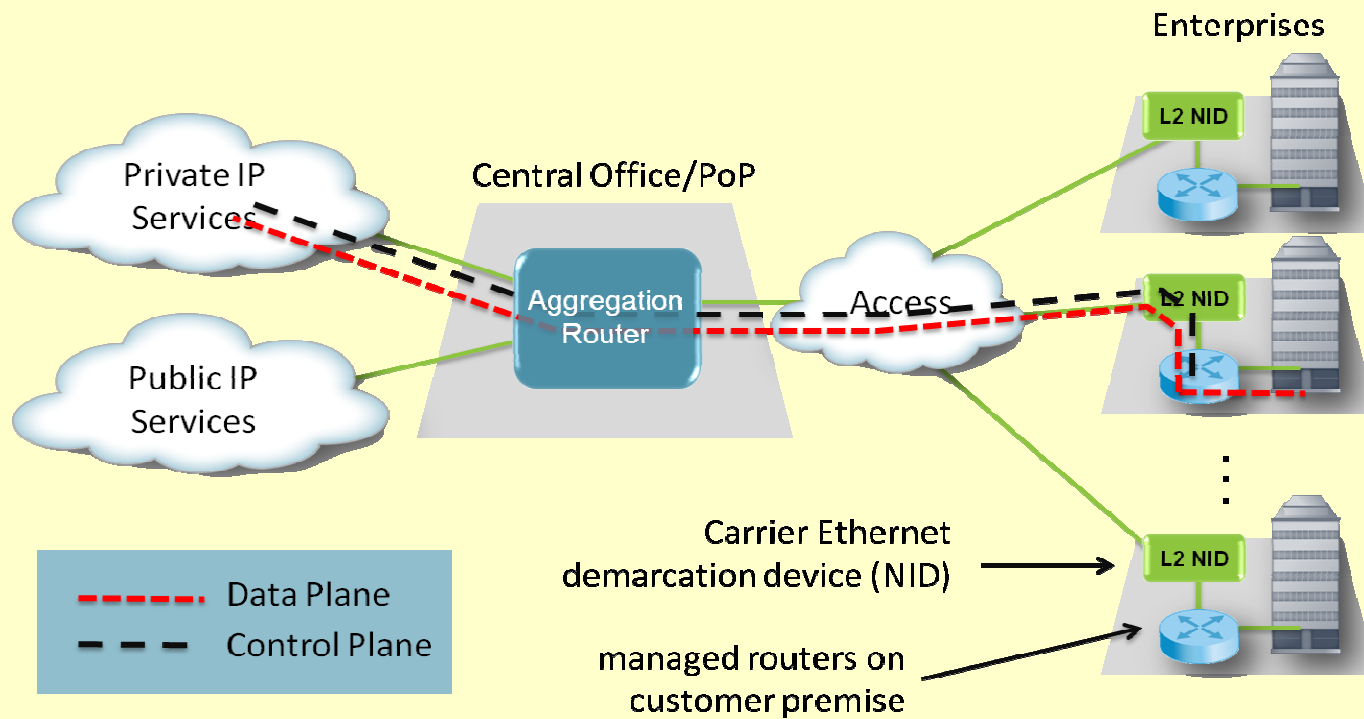 Enterprises
L2 NID
Private IP
Services
Central Office/PoP
Aggregation
Router
Access
L2 NID
Public IP
Services
Carrier Ethernet
demarcation device (NID)
L2 NID
managed routers on
customer premise
Data Plane
Control Plane